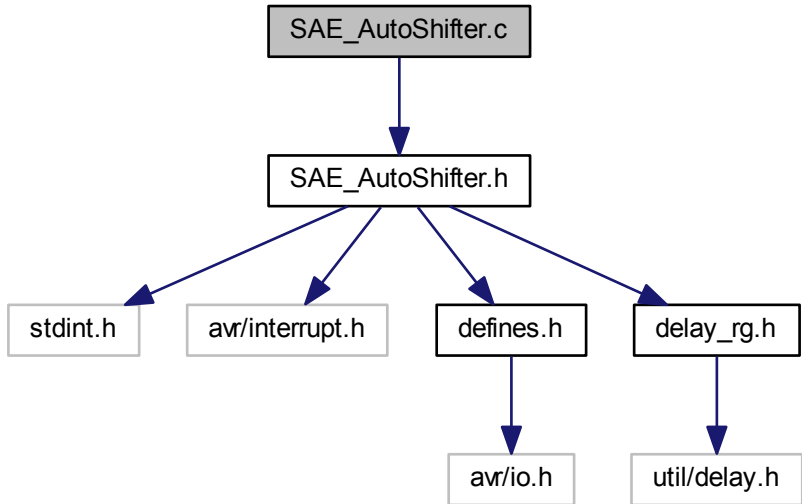 SAE_AutoShifter.c
SAE_AutoShifter.h
stdint.h
avr/interrupt.h
defines.h
delay_rg.h
avr/io.h
util/delay.h